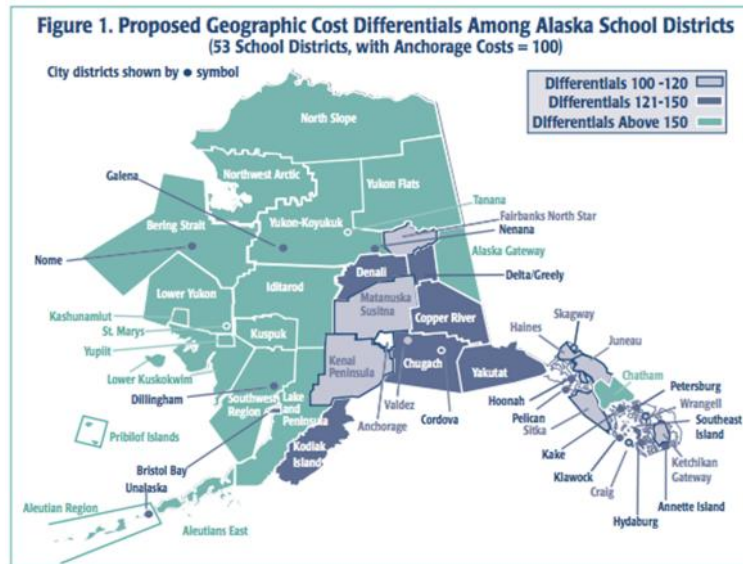 Figure 1. Proposed Geographic Cost Differentials Among Alaska School Districts
(53 School Districts, with Anchorage Costs = 100)
City districts shown by ● symbol
Differentials 100 -120
Differentials 121-150
Differentials Above 150
North Slope
Northwest Arctic
Galena
Yukon Flats
Tanana
Bering Strait
Yukon-Koyukuk
Fairbanks North Star
Nenana
Alaska Gateway
Nome
Denali
Delta/Greely
Iditarod
Lower Yukon
Matanuska
Susitna
Skagway
Kashunamiut
Copper River
Haines
St. Marys
Kuspuk
Juneau
Yupiit
Kenai
Peninsula
Chugach
Yakutat
Chatham
Lower Kuskokwim
Petersburg
Southwest
Region
Lake
and
Peninsula
Hoonah
Wrangell
Dillingham
Valdez
Pelican
Cordova
Sitka
Southeast
Island
Anchorage
Pribilof Islands
Kodiak
Island
Kake
Ketchikan
Gateway
Bristol Bay
Klawock
Unalaska
Craig
Annette Island
Aleutian Region
Hydaburg
Aleutians East